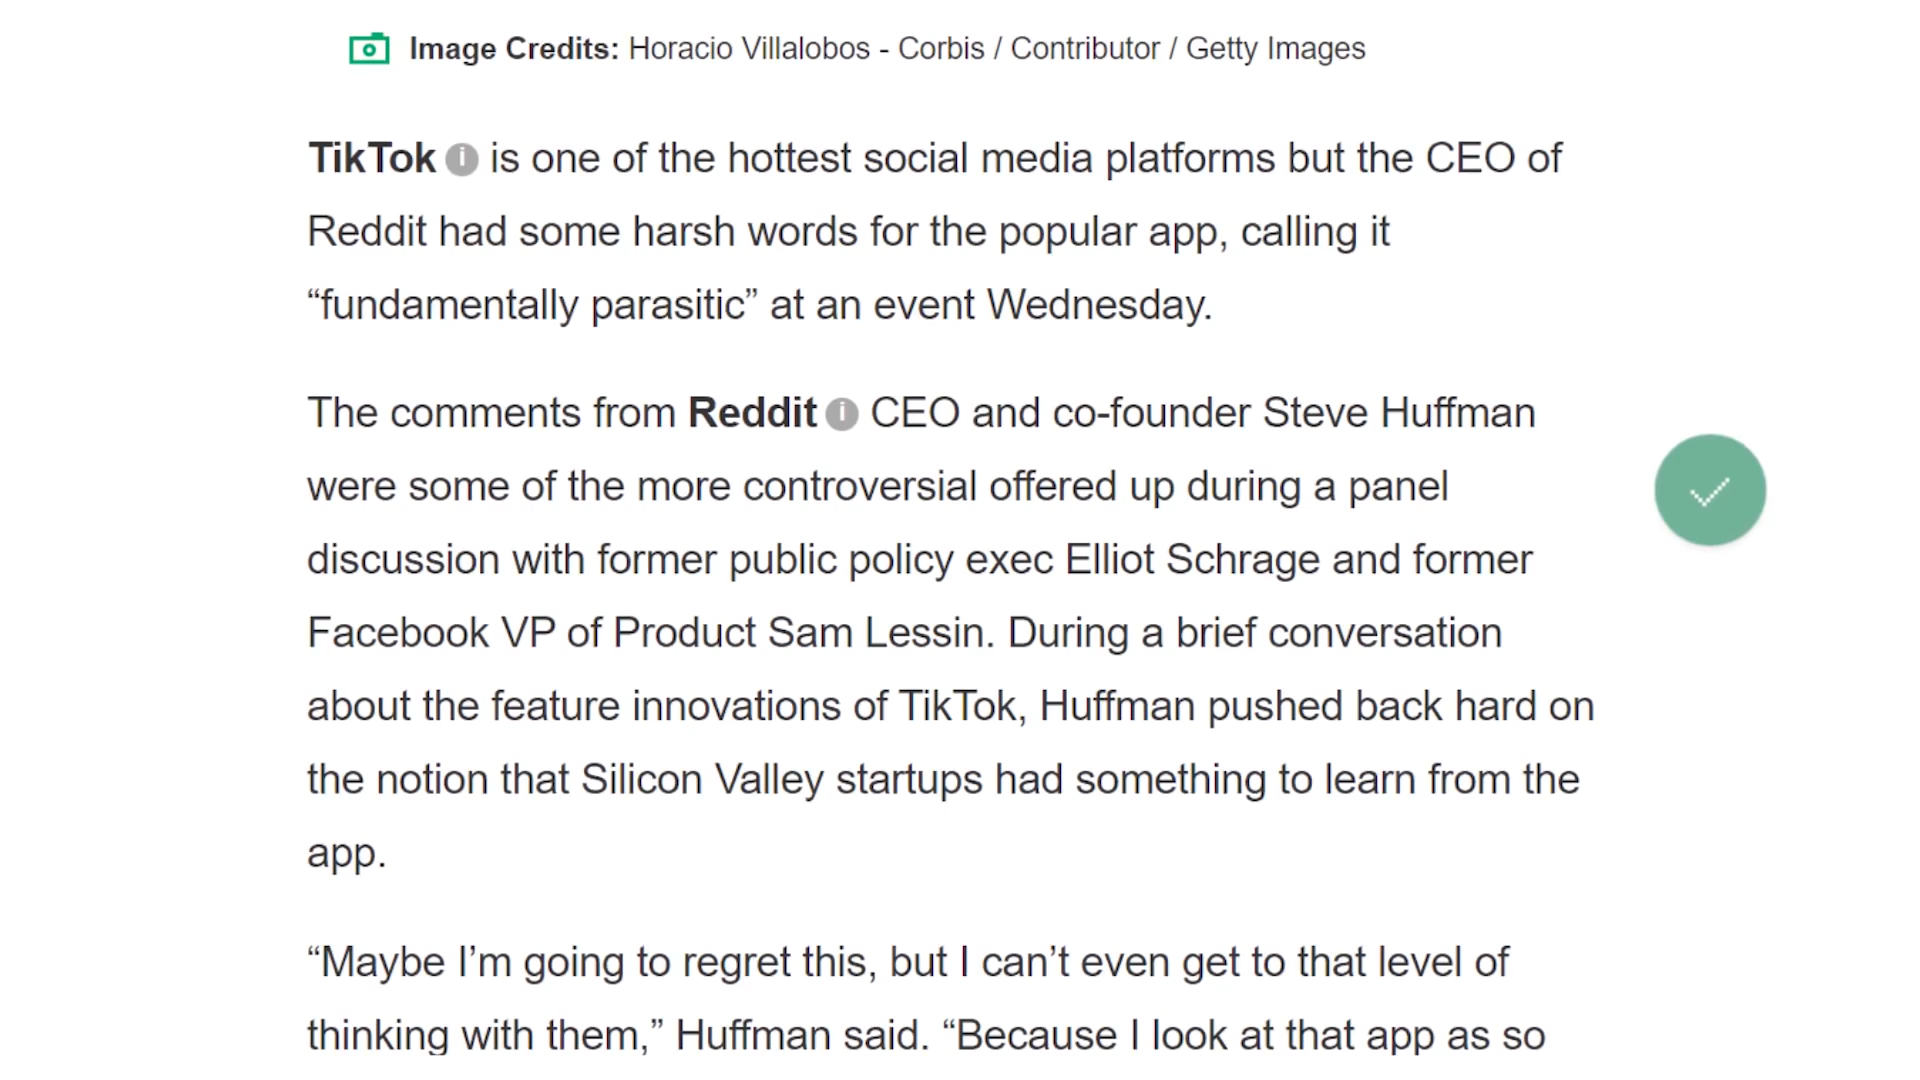 Image Credits: Horacio Villalobos - Corbis / Contributor / Getty Images
TikTok is one of the hottest social media platforms but the CEO of
Reddit had some harsh words for the popular app, calling it
“fundamentally parasitic” at an event Wednesday.
The comments from Reddit CEO and co-founder Steve Huffman
were some of the more controversial offered up during a panel
discussion with former public policy exec Elliot Schrage and former
Facebook VP of Product Sam Lessin. During a brief conversation
about the feature innovations of TikTok, Huffman pushed back hard on
the notion that Silicon Valley startups had something to learn from the
app.
“Maybe I’m going to regret this, but I can’t even get to that level of
thinking with them,” Huffman said. “Because I look at that app as so